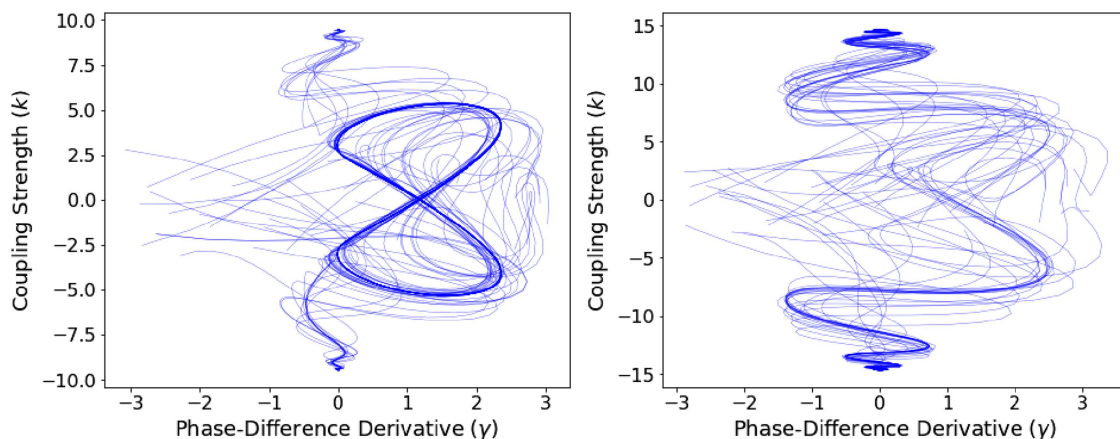 10.0
7.5
5.0
2.5
0.0
−2.5
−5.0
−7.5
−10.0
Coupling Strength (k)
−3 −2 −1 0 1 2 3
Phase-Difference Derivative (γ)
15
10
5
0
−5
−10
−15
Coupling Strength (k)
−3 −2 −1 0 1 2 3
Phase-Difference Derivative (γ)